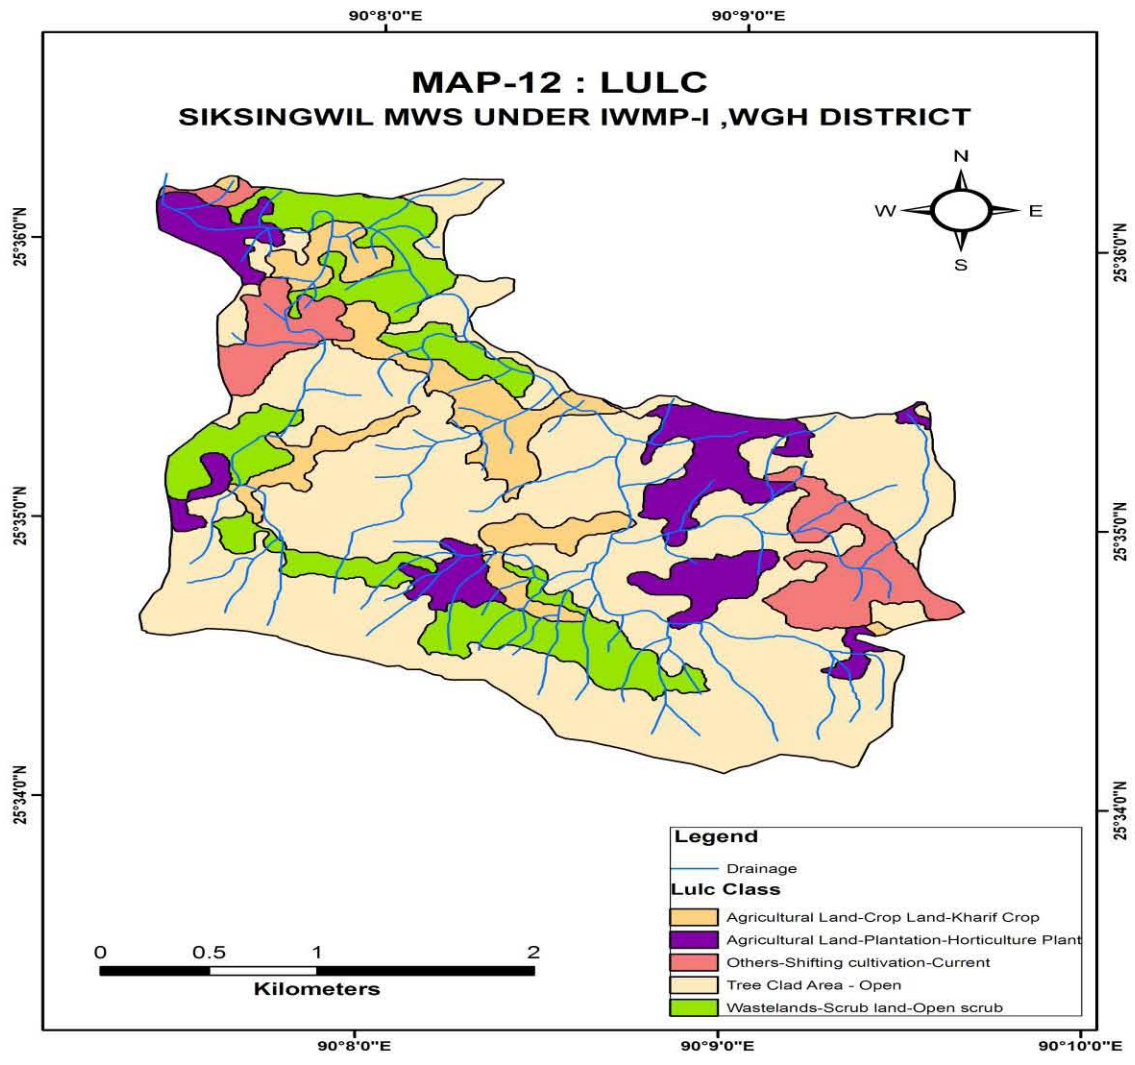 90°8'0"E 90°9'0"E
MAP-12 : LULC
SIKSINGWIL MWS UNDER IWMP-I ,WGH DISTRICT
N
W E
S
25°36'0"N 25°36'0"N
25°35'0"N 25°35'0"N
25°34'0"N 25°34'0"N
Legend
Drainage
Lulc Class
Agricultural Land-Crop Land-Kharif Crop
Agricultural Land-Plantation-Horticulture Plant
Others-Shifting cultivation-Current
Tree Clad Area - Open
Wastelands-Scrub land-Open scrub
0 0.5 1 2
Kilometers
90°8'0"E 90°9'0"E 90°10'0"E